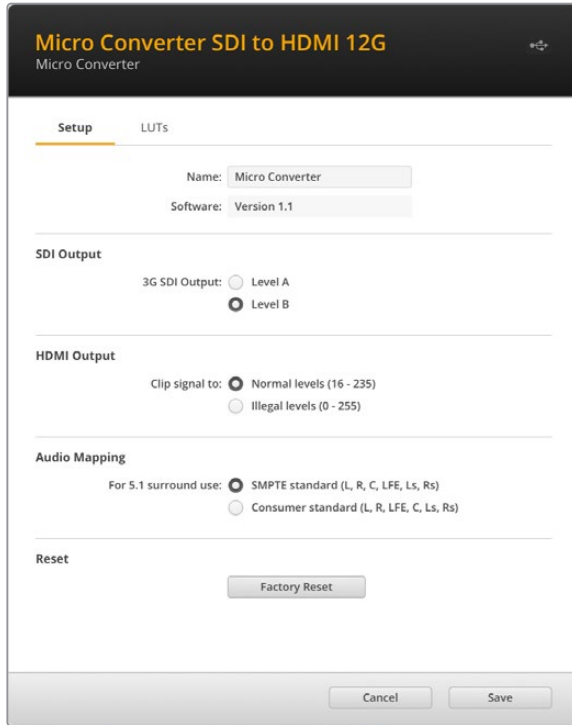 Micro Converter SDI to HDMI 12G
Micro Converter
Setup LUTs
Name: Micro Converter
Software: Version 1.1
SDI Output
3G SDI Output: Level A
Level B
HDMI Output
Clip signal to: Normal levels (16 - 235)
Illegal levels (0 - 255)
Audio Mapping
For 5.1 surround use: SMPTE standard (L, R, C, LFE, Ls, Rs)
Consumer standard (L, R, LFE, C, Ls, Rs)
Reset
Factory Reset
Cancel Save